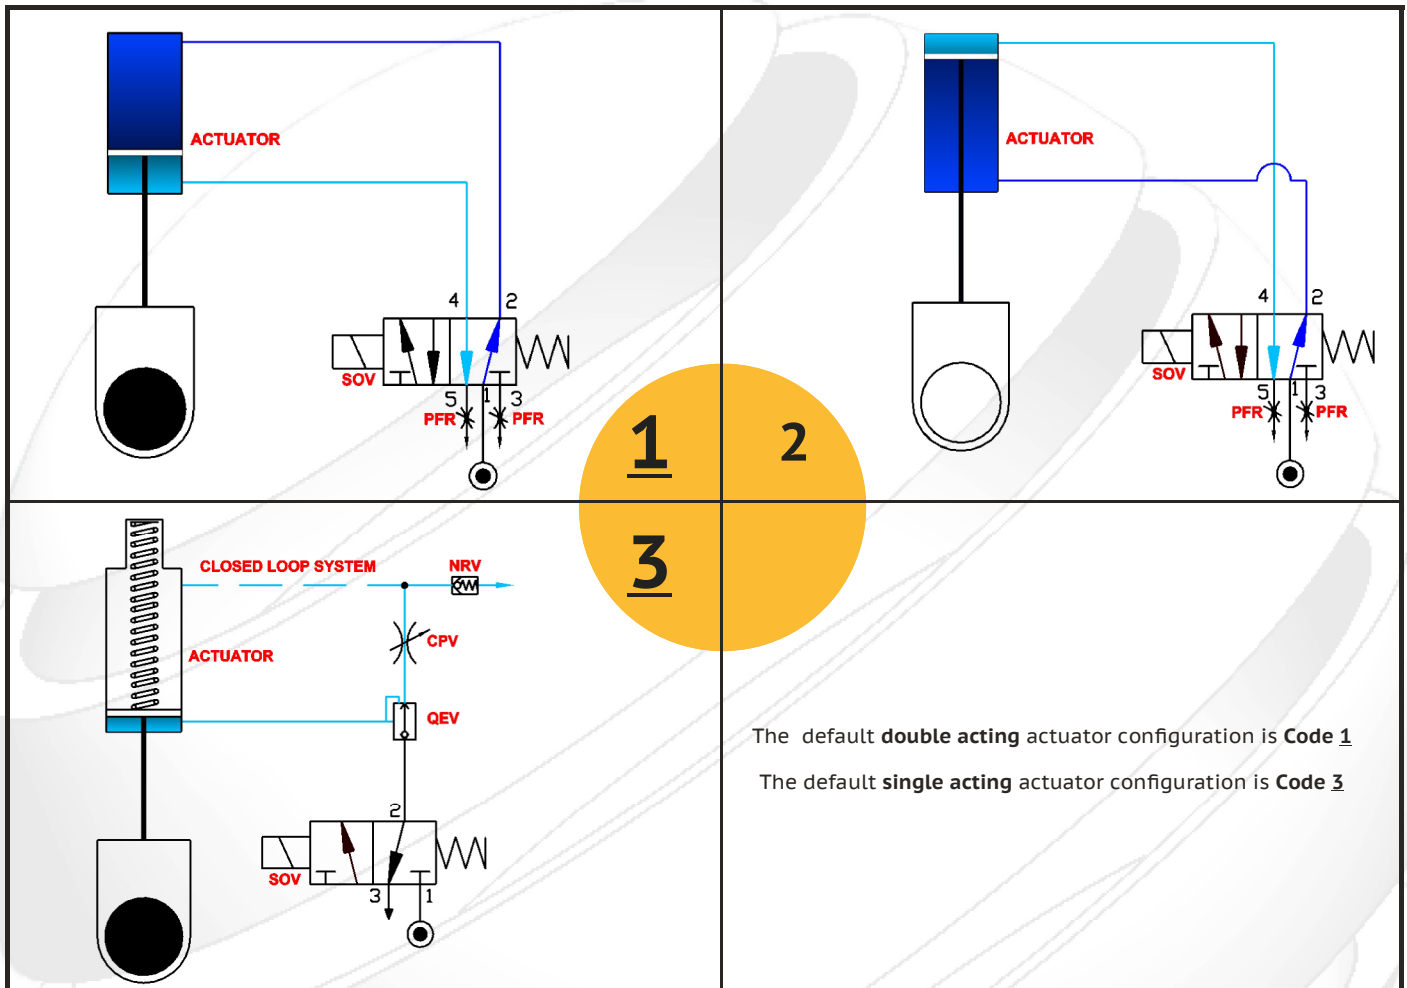 ACTUATOR
4 2
SOV
5 1 3
PFR PFR
1
ACTUATOR
4 2
SOV
5 1 3
PFR PFR
2
CLOSED LOOP SYSTEM NRV
CPV
ACTUATOR
QEV
2
SOV
3 1
3
The default double acting actuator configuration is Code 1
The default single acting actuator configuration is Code 3